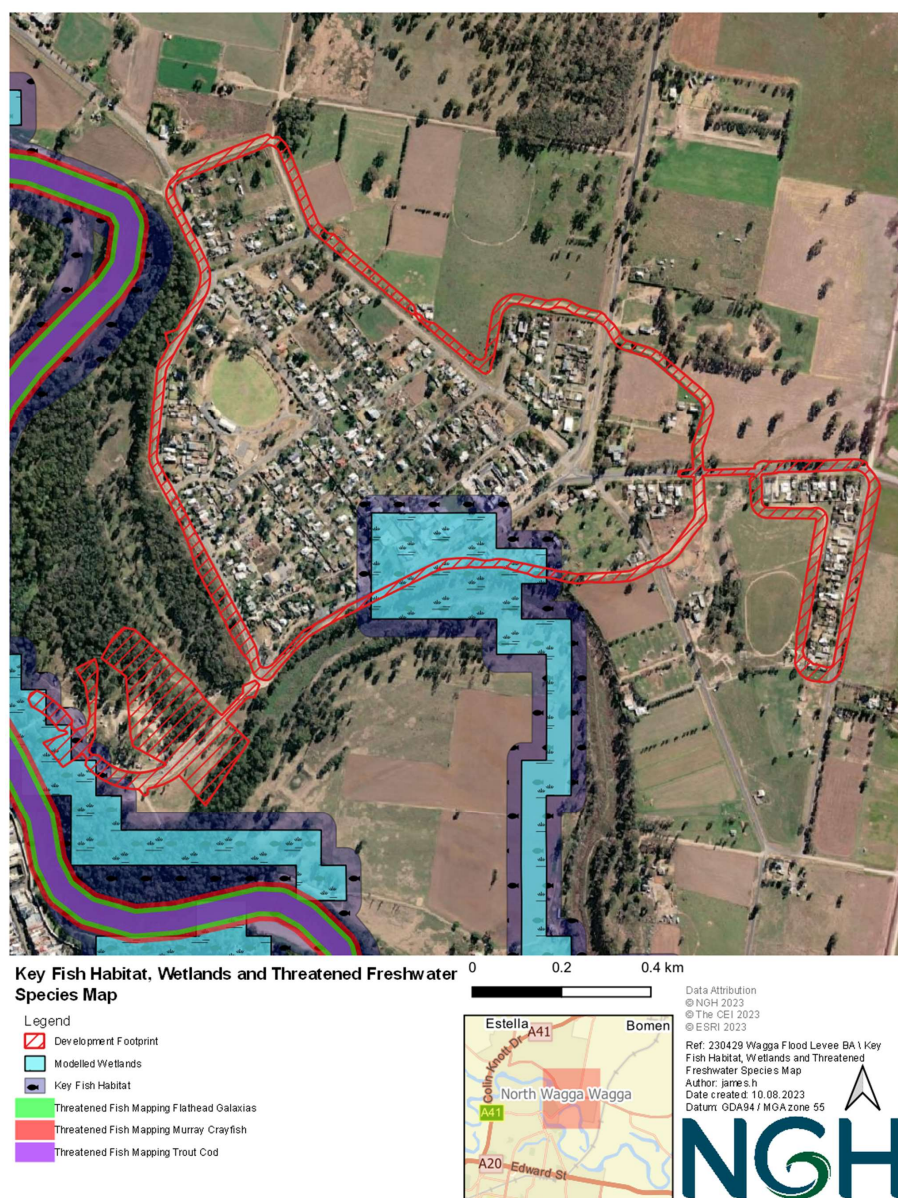 Key Fish Habitat, Wetlands and Threatened Freshwater
Species Map
Legend
Development Footprint
Modelled Wetlands
Key Fish Habitat
Threatened Fish Mapping Flathead Galaxias
Threatened Fish Mapping Murray Crayfish
Threatened Fish Mapping Trout Cod
0 0.2 0.4 km
Estella
A41
Bomen
Colin Knott Dr
North Wagga Wagga
A41
A20
Edward St
Data Attribution
© NGH 2023
© The CEI 2023
© ESRI 2023
Ref: 230429 Wagga Flood Levee BA \ Key
Fish Habitat, Wetlands and Threatened
Freshwater Species Map
Author: james.h
Date created: 10.08.2023
Datum: GDA94 / MGA zone 55
NGH